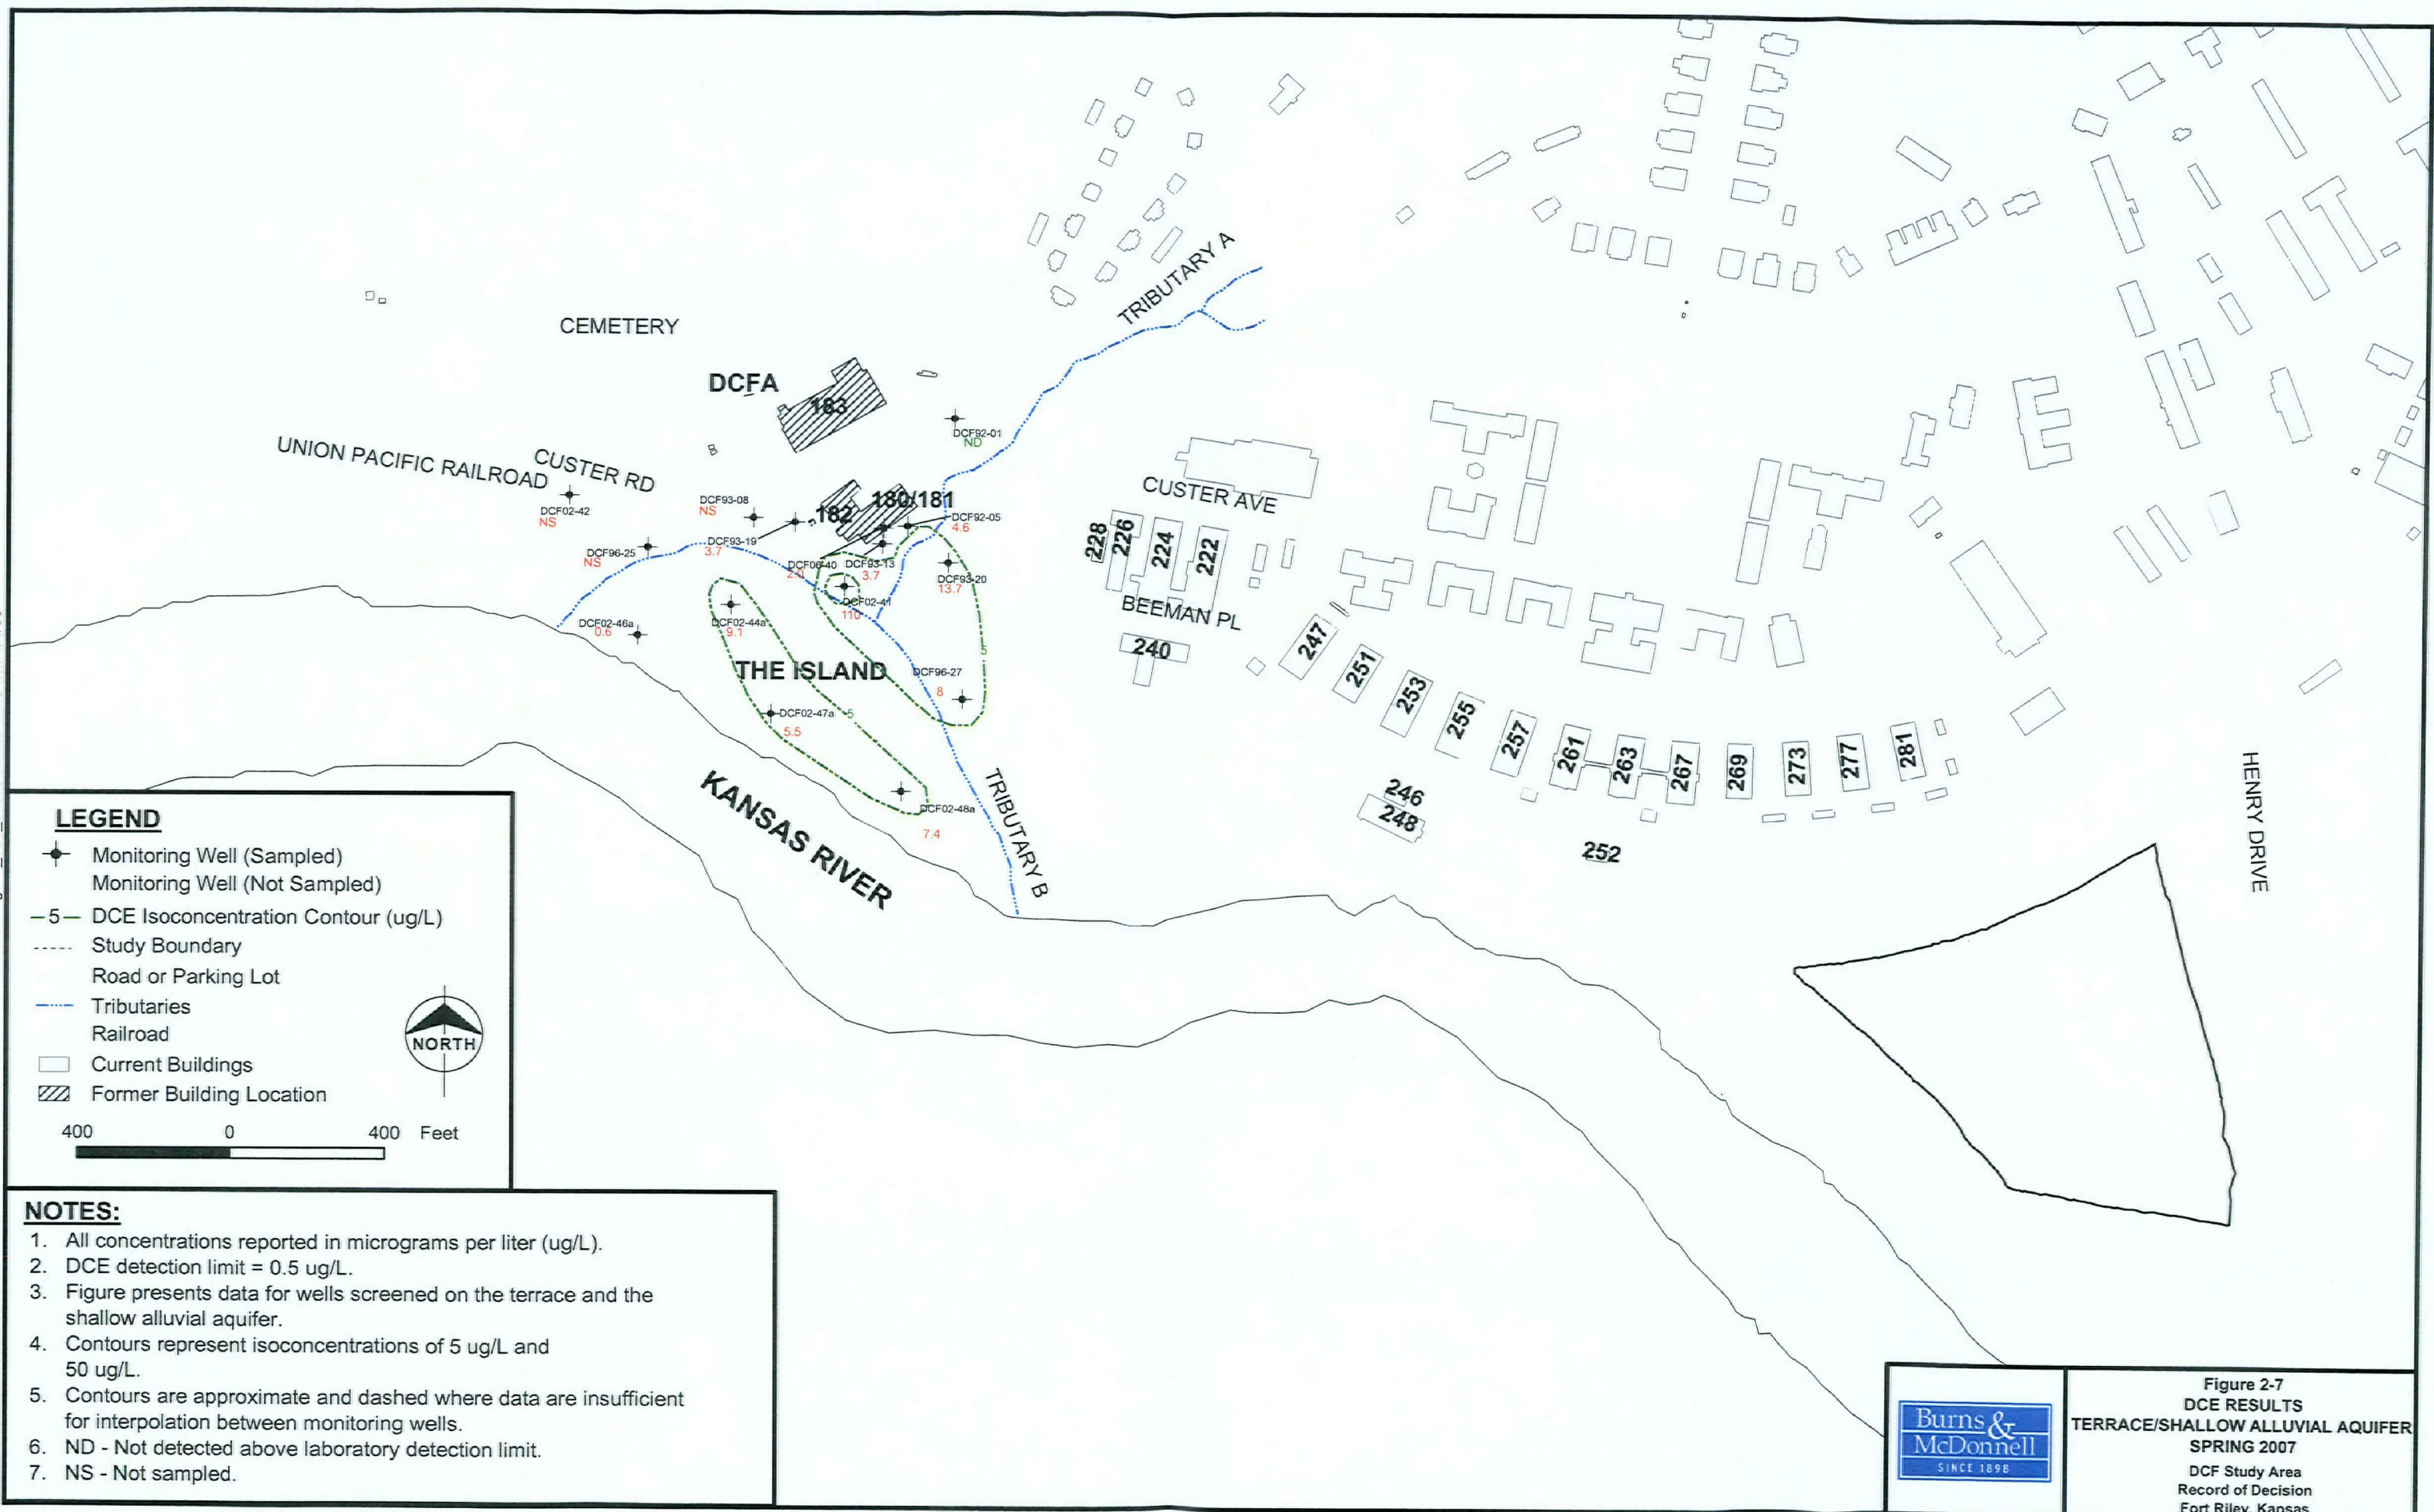 TRIBUTARY A
CEMETERY
DCFA
183
DCF92-01
ND
UNION PACIFIC RAILROAD
CUSTER RD
DCF02-42
NS
DCF93-08
NS
182
180/181
DCF92-05
4.6
DCF96-25
NS
DCF93-19
3.7
DCF06-40
DCF93-13
3.7
DCF93-20
13.7
DCF02-41
110
DCF02-44a
9.1
DCF02-46a
0.6
THE ISLAND
5
DCF96-27
8
DCF02-47a
5
5.5
DCF02-48a
7.4
KANSAS RIVER
TRIBUTARY B
CUSTER AVE
228
226
224
222
BEEMAN PL
240
247
251
253
255
257
261
263
267
269
273
277
281
246
248
252
HENRY DRIVE
LEGEND
Monitoring Well (Sampled)
Monitoring Well (Not Sampled)
5 DCE Isoconcentration Contour (ug/L)
Study Boundary
Road or Parking Lot
Tributaries
Railroad
Current Buildings
Former Building Location
NORTH
400 0 400 Feet
NOTES:
1. All concentrations reported in micrograms per liter (ug/L).
2. DCE detection limit = 0.5 ug/L.
3. Figure presents data for wells screened on the terrace and the
shallow alluvial aquifer.
4. Contours represent isoconcentrations of 5 ug/L and
50 ug/L.
5. Contours are approximate and dashed where data are insufficient
for interpolation between monitoring wells.
6. ND - Not detected above laboratory detection limit.
7. NS - Not sampled.
Burns &
McDonnell
SINCE 1898
Figure 2-7
DCE RESULTS
TERRACE/SHALLOW ALLUVIAL AQUIFER
SPRING 2007
DCF Study Area
Record of Decision
Fort Riley, Kansas